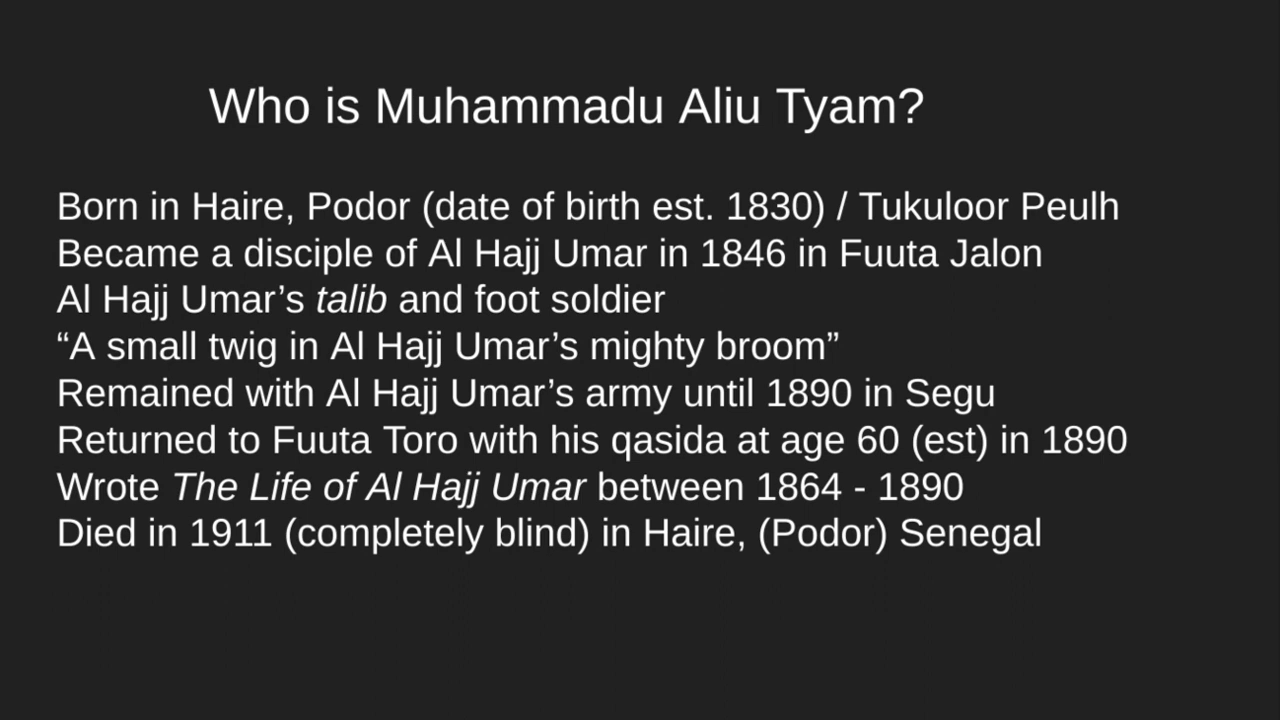 Who is Muhammadu Aliu Tyam?
Born in Haire, Podor (date of birth est. 1830) / Tukuloor Peulh
Became a disciple of Al Hajj Umar in 1846 in Fuuta Jalon
Al Hajj Umar’s talib and foot soldier
“A small twig in Al Hajj Umar’s mighty broom”
Remained with Al Hajj Umar’s army until 1890 in Segu
Returned to Fuuta Toro with his qasida at age 60 (est) in 1890
Wrote The Life of Al Hajj Umar between 1864 - 1890
Died in 1911 (completely blind) in Haire, (Podor) Senegal